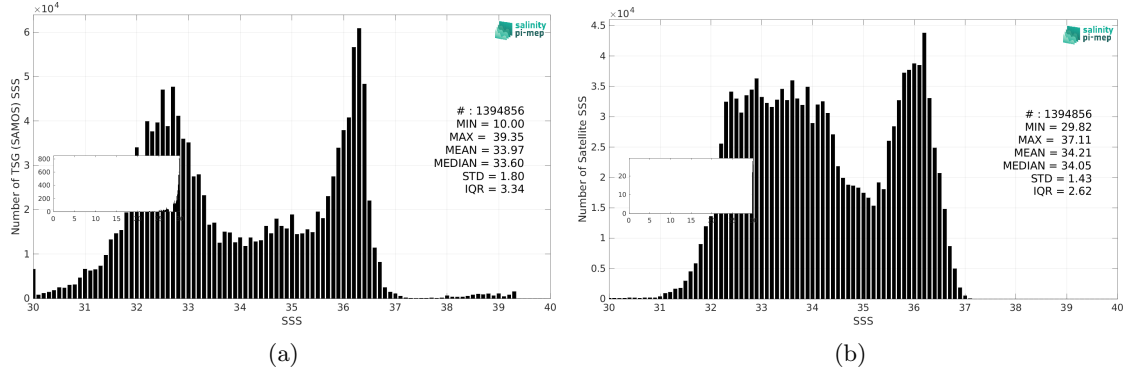 ×10⁴
salinity
pi-mep
Number of TSG (SAMOS) SSS
6
5
4
3
2
1
0
# : 1394856
MIN = 10.00
MAX = 39.35
MEAN = 33.97
MEDIAN = 33.60
STD = 1.80
IQR = 3.34
800
600
400
200
0
0 5 10 15 20 25
30 31 32 33 34 35 36 37 38 39 40
SSS
(a)
×10⁴
salinity
pi-mep
Number of Satellite SSS
4.5
4
3.5
3
2.5
2
1.5
1
0.5
0
# : 1394856
MIN = 29.82
MAX = 37.11
MEAN = 34.21
MEDIAN = 34.05
STD = 1.43
IQR = 2.62
20
10
0
0 5 10 15 20 25
30 31 32 33 34 35 36 37 38 39 40
SSS
(b)